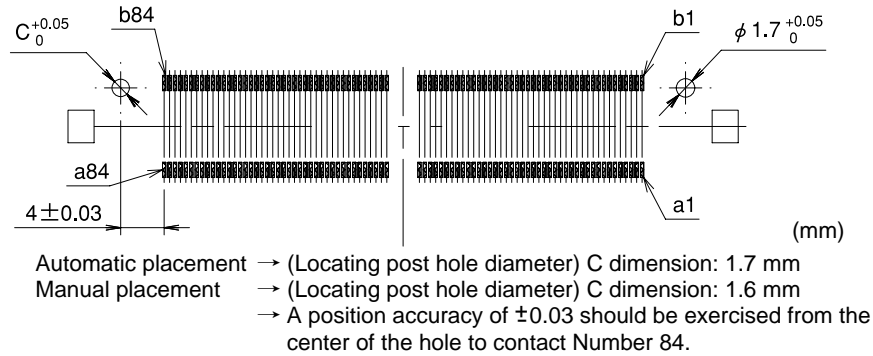 b84
b1
C +0.05 0
φ 1.7 +0.05 0
a84
a1
4±0.03
(mm)
Automatic placement → (Locating post hole diameter) C dimension: 1.7 mm
Manual placement → (Locating post hole diameter) C dimension: 1.6 mm
→ A position accuracy of ±0.03 should be exercised from the
center of the hole to contact Number 84.